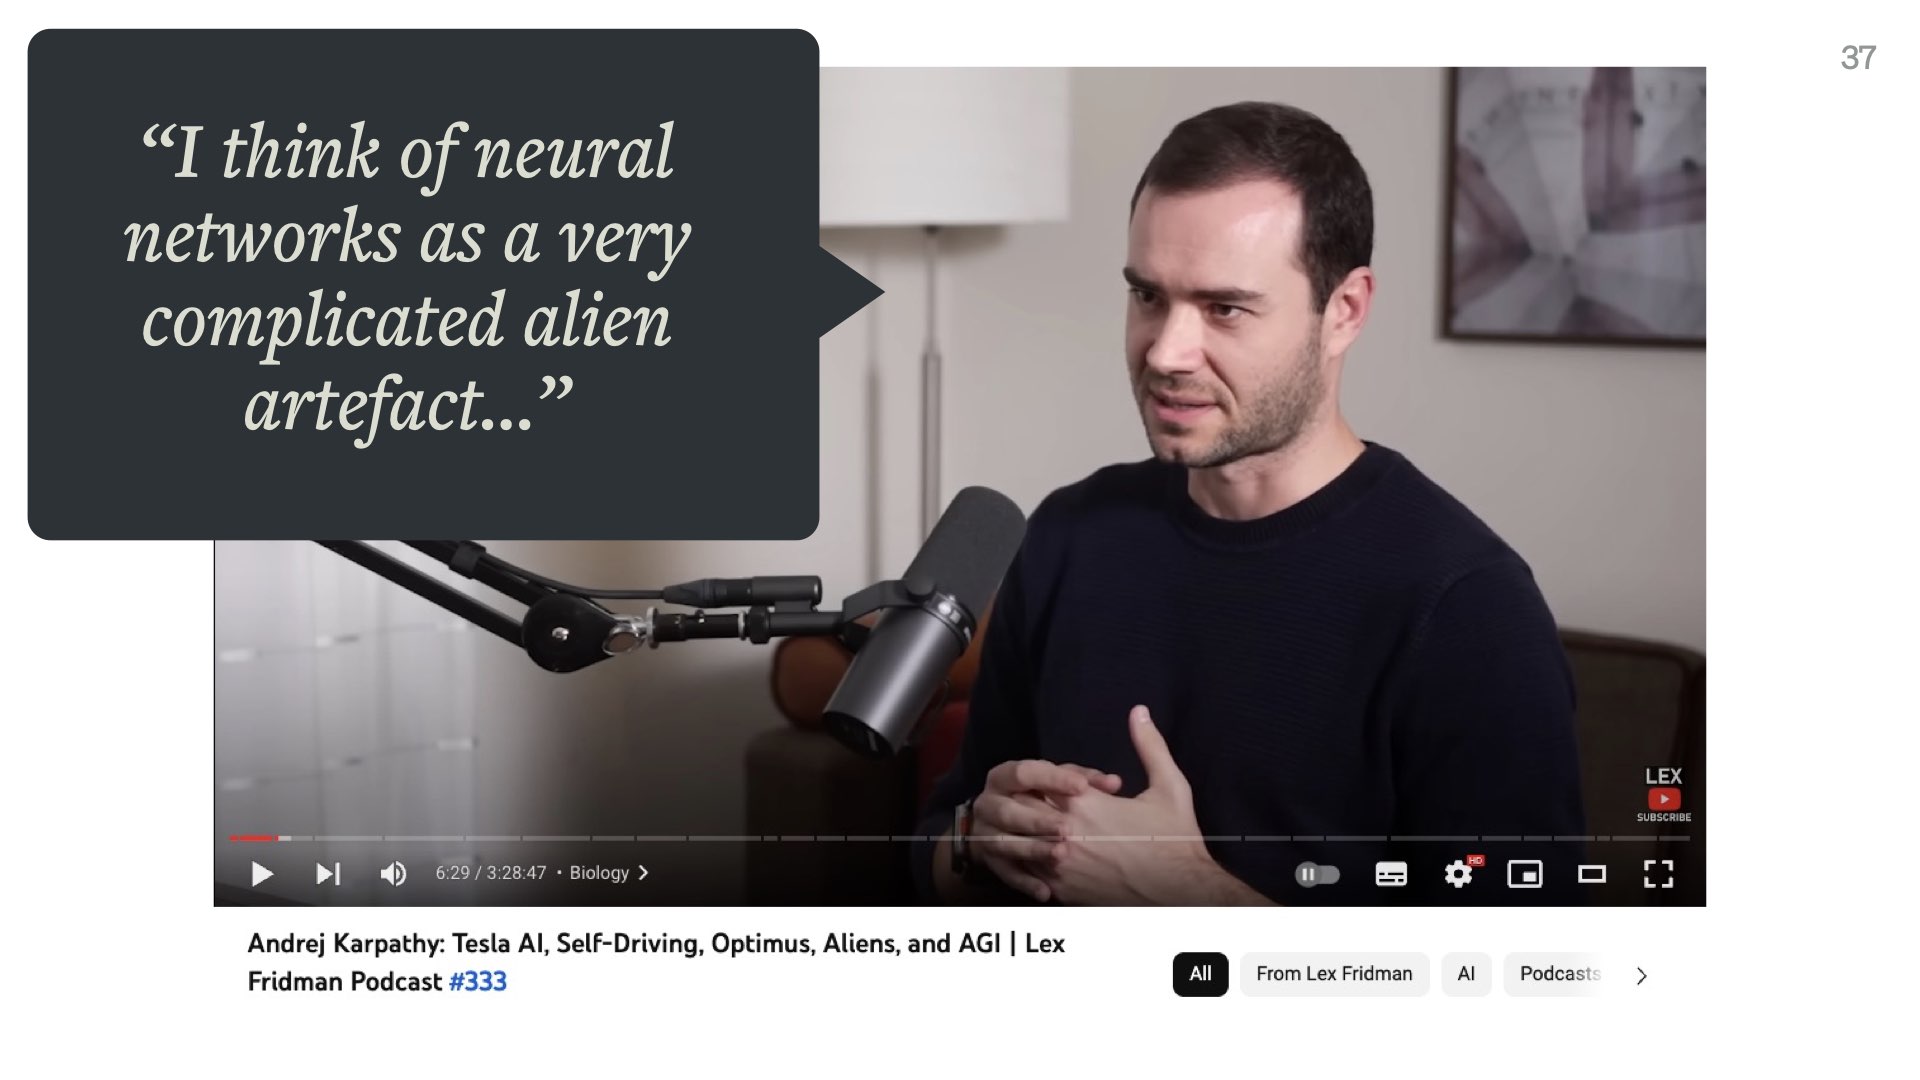 37
“I think of neural
networks as a very
complicated alien
artefact...”
LEX
SUBSCRIBE
HD
6:29 / 3:28:47 • Biology
Andrej Karpathy: Tesla AI, Self-Driving, Optimus, Aliens, and AGI | Lex
Fridman Podcast #333
All From Lex Fridman AI Podcasts